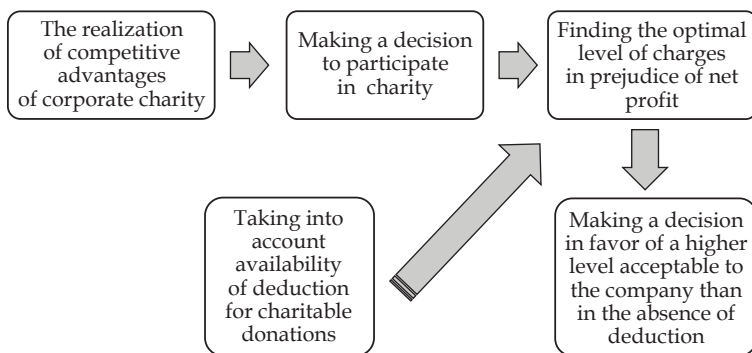 The realization
of competitive
advantages
of corporate charity
Making a decision
to participate
in charity
Finding the optimal
level of charges
in prejudice of net
profit
Taking into
account
availability
of deduction
for charitable
donations
Making a decision
in favor of a higher
level acceptable to
the company than
in the absence of
deduction